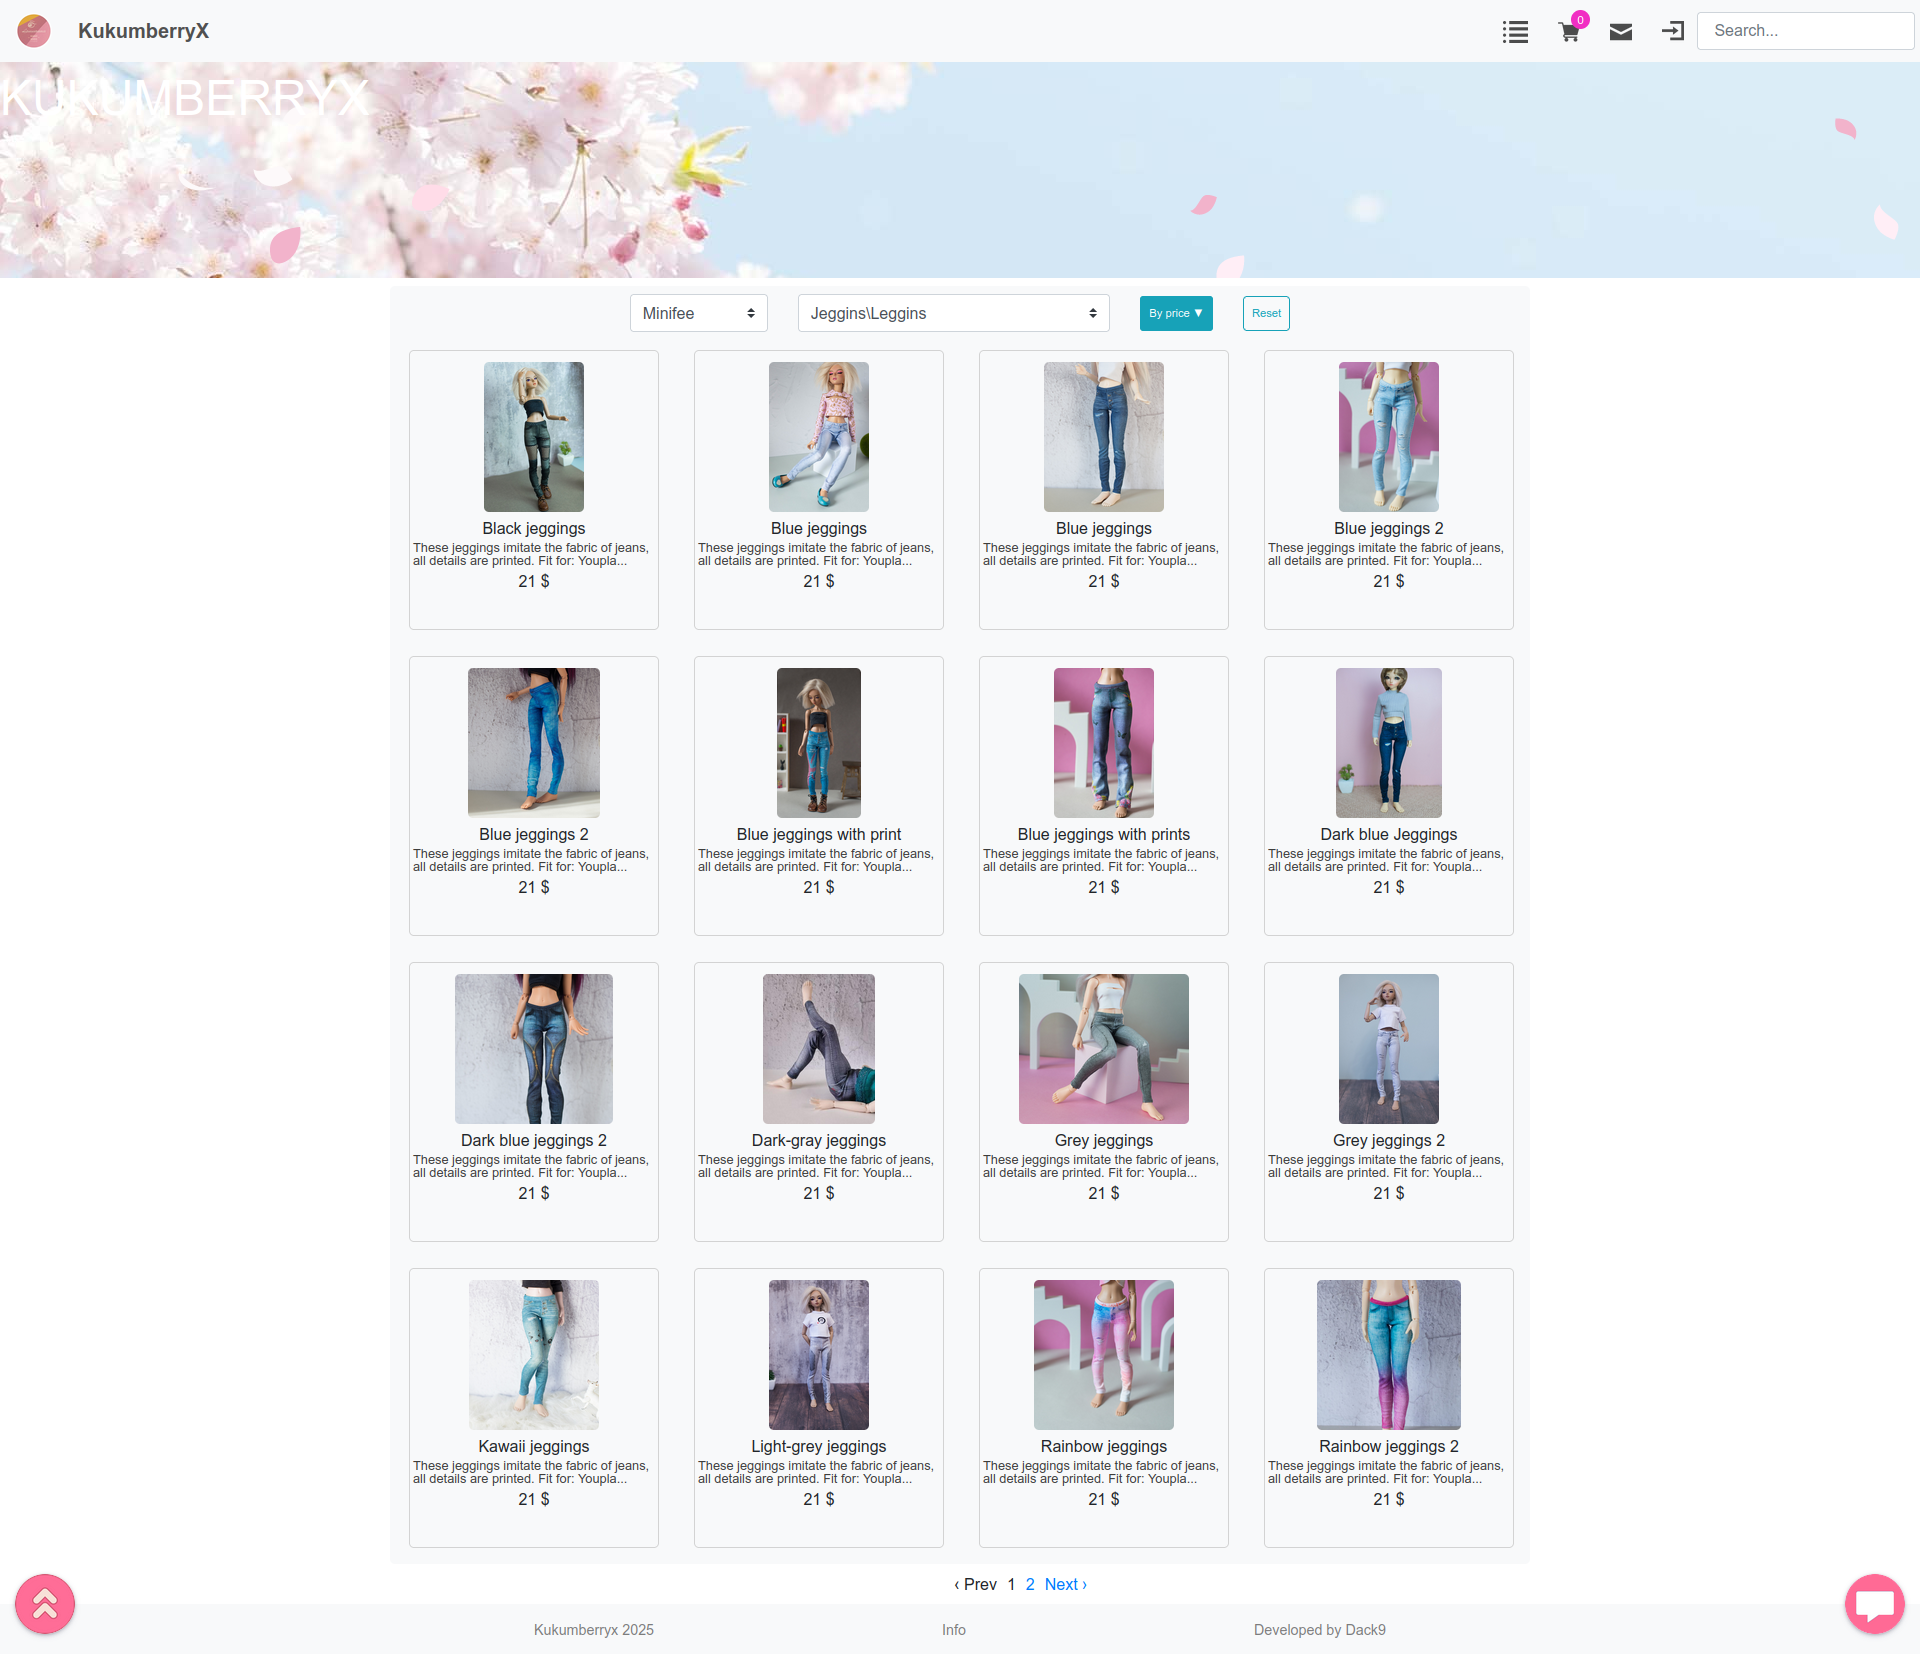 KukumberryX
0
Search...
KUKUMBERRYX
Minifee
Jeggins\Leggins
By price ▼
Reset
Black jeggings
These jeggings imitate the fabric of jeans,
all details are printed. Fit for: Youpla...
21 $
Blue jeggings
These jeggings imitate the fabric of jeans,
all details are printed. Fit for: Youpla...
21 $
Blue jeggings
These jeggings imitate the fabric of jeans,
all details are printed. Fit for: Youpla...
21 $
Blue jeggings 2
These jeggings imitate the fabric of jeans,
all details are printed. Fit for: Youpla...
21 $
Blue jeggings 2
These jeggings imitate the fabric of jeans,
all details are printed. Fit for: Youpla...
21 $
Blue jeggings with print
These jeggings imitate the fabric of jeans,
all details are printed. Fit for: Youpla...
21 $
Blue jeggings with prints
These jeggings imitate the fabric of jeans,
all details are printed. Fit for: Youpla...
21 $
Dark blue Jeggings
These jeggings imitate the fabric of jeans,
all details are printed. Fit for: Youpla...
21 $
Dark blue jeggings 2
These jeggings imitate the fabric of jeans,
all details are printed. Fit for: Youpla...
21 $
Dark-gray jeggings
These jeggings imitate the fabric of jeans,
all details are printed. Fit for: Youpla...
21 $
Grey jeggings
These jeggings imitate the fabric of jeans,
all details are printed. Fit for: Youpla...
21 $
Grey jeggings 2
These jeggings imitate the fabric of jeans,
all details are printed. Fit for: Youpla...
21 $
Kawaii jeggings
These jeggings imitate the fabric of jeans,
all details are printed. Fit for: Youpla...
21 $
Light-grey jeggings
These jeggings imitate the fabric of jeans,
all details are printed. Fit for: Youpla...
21 $
Rainbow jeggings
These jeggings imitate the fabric of jeans,
all details are printed. Fit for: Youpla...
21 $
Rainbow jeggings 2
These jeggings imitate the fabric of jeans,
all details are printed. Fit for: Youpla...
21 $
‹ Prev 1 2 Next ›
Kukumberryx 2025
Info
Developed by Dack9